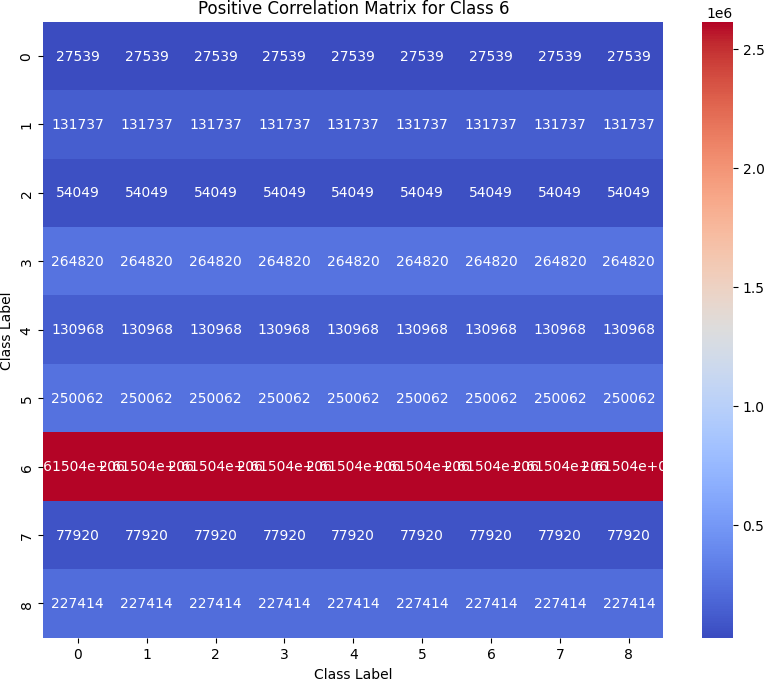 Positive Correlation Matrix for Class 6
1e6
0 27539 27539 27539 27539 27539 27539 27539 27539 27539
1 131737 131737 131737 131737 131737 131737 131737 131737 131737
2 54049 54049 54049 54049 54049 54049 54049 54049 54049
3 264820 264820 264820 264820 264820 264820 264820 264820 264820
4 130968 130968 130968 130968 130968 130968 130968 130968 130968
5 250062 250062 250062 250062 250062 250062 250062 250062 250062
6
7 77920 77920 77920 77920 77920 77920 77920 77920 77920
8 227414 227414 227414 227414 227414 227414 227414 227414 227414
0 1 2 3 4 5 6 7 8
Class Label
Class Label
2.5
2.0
1.5
1.0
0.5